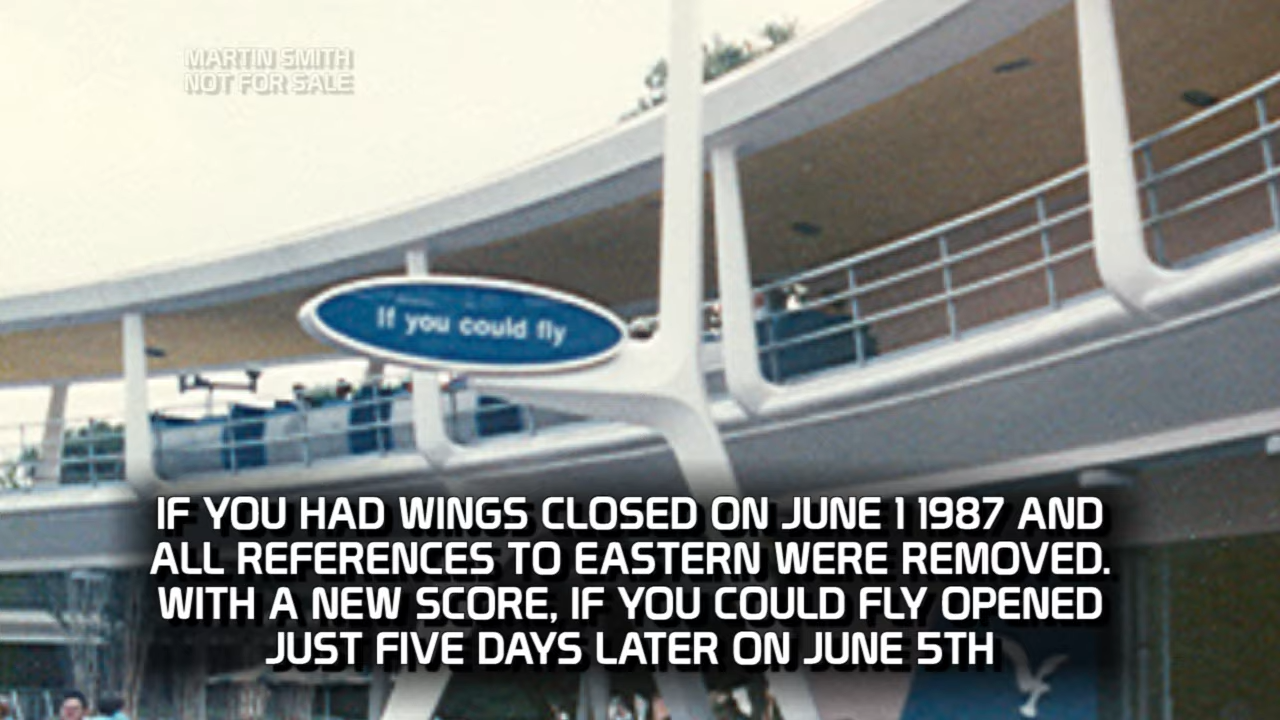 MARTIN SMITH
NOT FOR SALE
If you could fly
IF YOU HAD WINGS CLOSED ON JUNE 1 1987 AND
ALL REFERENCES TO EASTERN WERE REMOVED.
WITH A NEW SCORE, IF YOU COULD FLY OPENED
JUST FIVE DAYS LATER ON JUNE 5TH